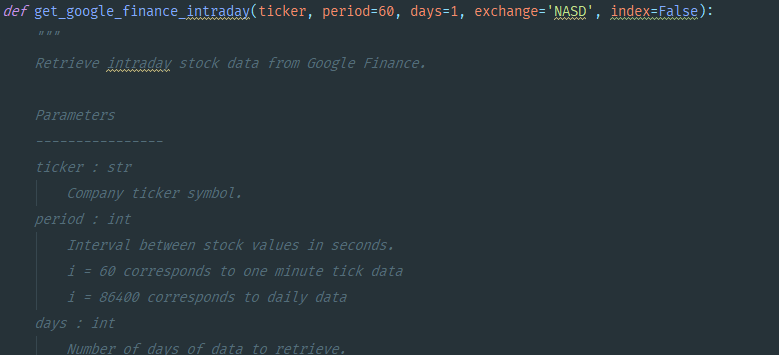 def get_google_finance_intraday(ticker, period=60, days=1, exchange='NASD', index=False):
"""
Retrieve intraday stock data from Google Finance.
Parameters
----------------
ticker : str
Company ticker symbol.
period : int
Interval between stock values in seconds.
i = 60 corresponds to one minute tick data
i = 86400 corresponds to daily data
days : int
Number of days of data to retrieve.